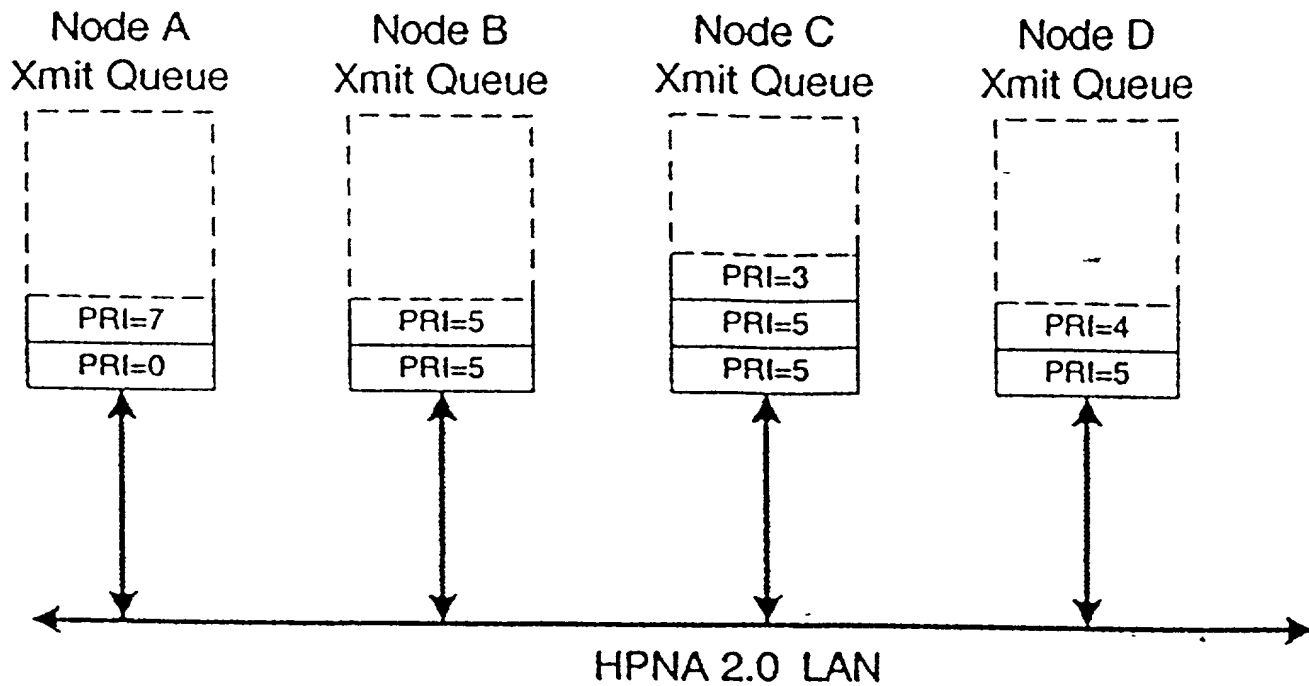 Node A
Xmit Queue
Node B
Xmit Queue
Node C
Xmit Queue
Node D
Xmit Queue
PRI=7
PRI=0
PRI=5
PRI=5
PRI=3
PRI=5
PRI=5
PRI=4
PRI=5
HPNA 2.0 LAN